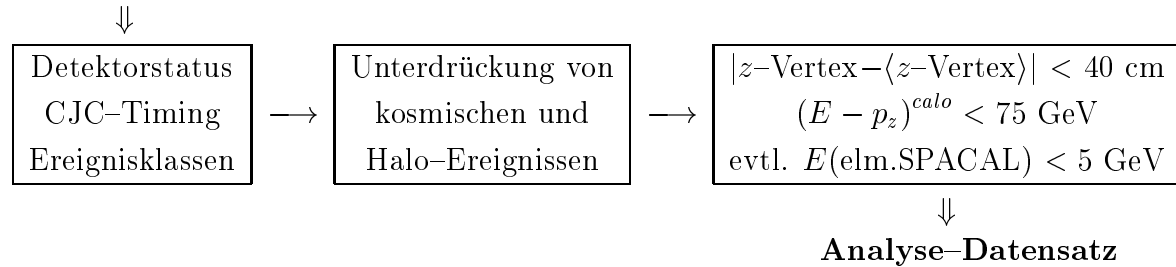 ⇓
Detektorstatus
CJC–Timing
Ereignisklassen
⟶
Unterdrückung von
kosmischen und
Halo–Ereignissen
⟶
|z–Vertex−⟨z–Vertex⟩| < 40 cm
(E − p_z)^{calo} < 75 GeV
evtl. E(elm.SPACAL) < 5 GeV
⇓
Analyse–Datensatz